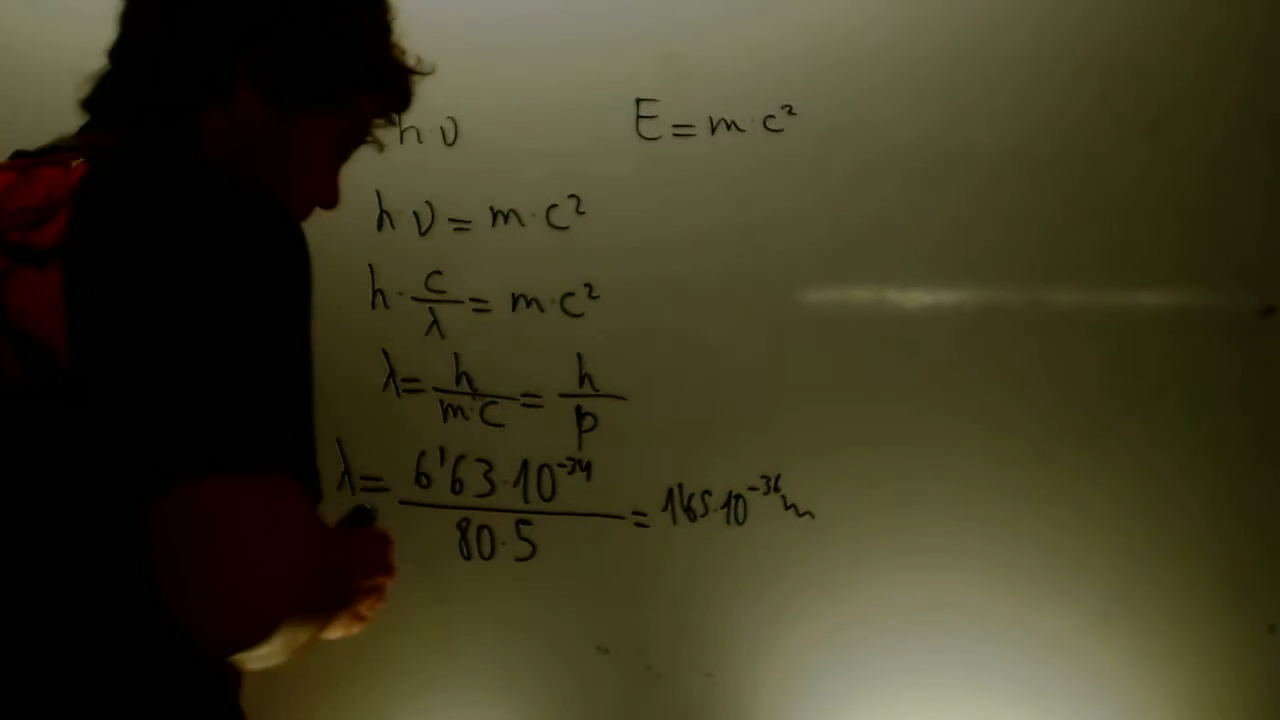 h·ν E = m·c²
h·ν = m·c²
h·c/λ = m·c²
λ = h/m·c = h/p
λ = 6'63·10⁻³⁴/80·5 = 1'65·10⁻³⁶ m